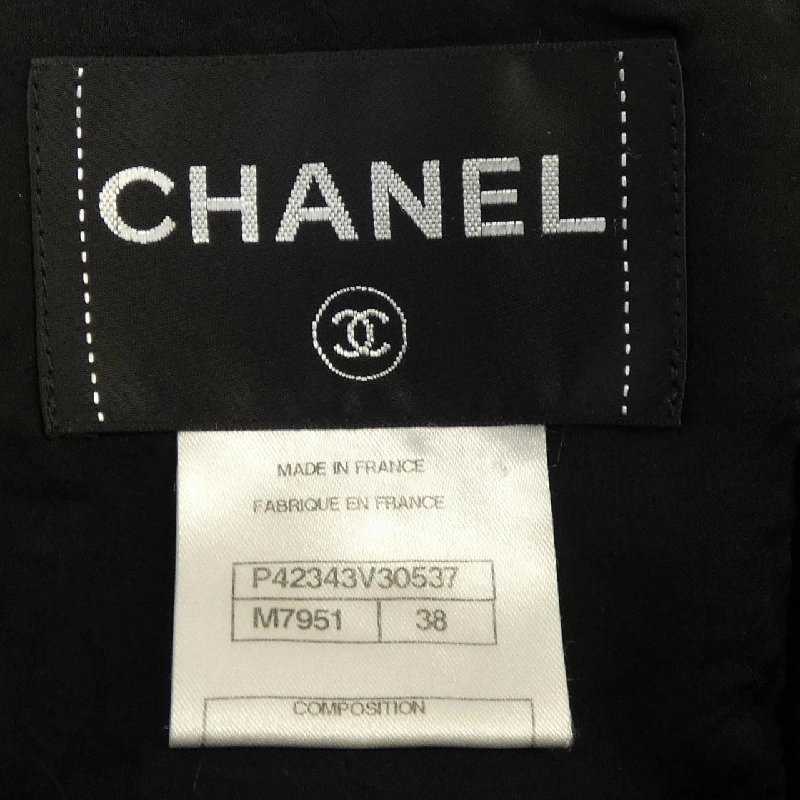 CHANEL
MADE IN FRANCE
FABRIQUE EN FRANCE
P42343V30537
M7951 38
COMPOSITION